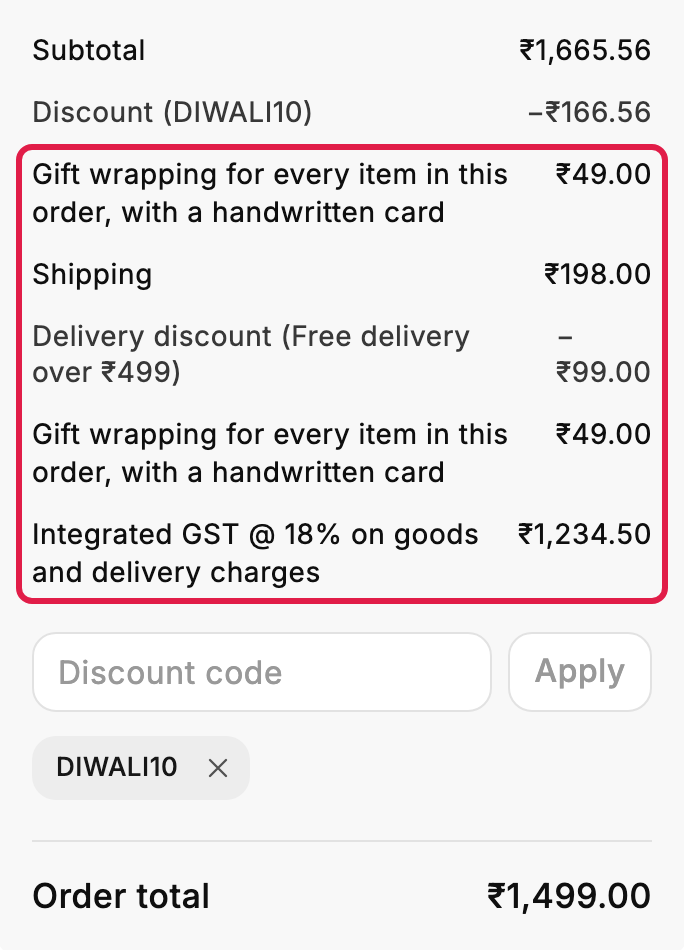 Subtotal ₹1,665.56
Discount (DIWALI10) −₹166.56
Gift wrapping for every item in this ₹49.00
order, with a handwritten card
Shipping ₹198.00
Delivery discount (Free delivery −
over ₹499) ₹99.00
Gift wrapping for every item in this ₹49.00
order, with a handwritten card
Integrated GST @ 18% on goods ₹1,234.50
and delivery charges
Discount code Apply
DIWALI10 ×
Order total ₹1,499.00